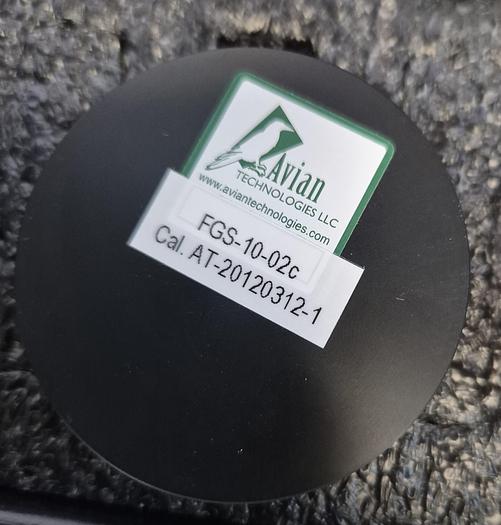 Avian
TECHNOLOGIES LLC
www.aviantechnologies.com
FGS-10-02c
Cal. AT-20120312-1